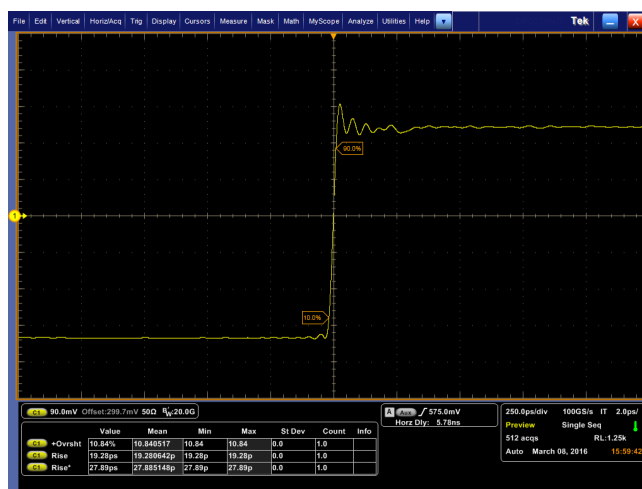 File Edit Vertical Horiz/Acq Trig Display Cursors Measure Mask Math MyScope Analyze Utilities Help Tek X
90.0%
1
10.0%
C1 90.0mV Offset:299.7mV 50Ω BW:20.0G
A Aux 575.0mV
Horz Dly: 5.78ns
250.0ps/div 100GS/s IT 2.0ps/
Preview Single Seq
512 acqs RL:1.25k
Auto March 08, 2016 15:59:42
Value Mean Min Max St Dev Count Info
C1 +Ovrsht 10.84% 10.840517 10.84 10.84 0.0 1.0
C1 Rise 19.28ps 19.280642p 19.28p 19.28p 0.0 1.0
C1 Rise* 27.89ps 27.885148p 27.89p 27.89p 0.0 1.0